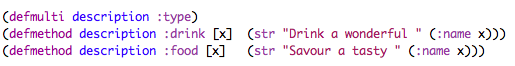 (defmulti description :type)
(defmethod description :drink [x]  (str "Drink a wonderful " (:name x)))
(defmethod description :food [x]   (str "Savour a tasty " (:name x)))